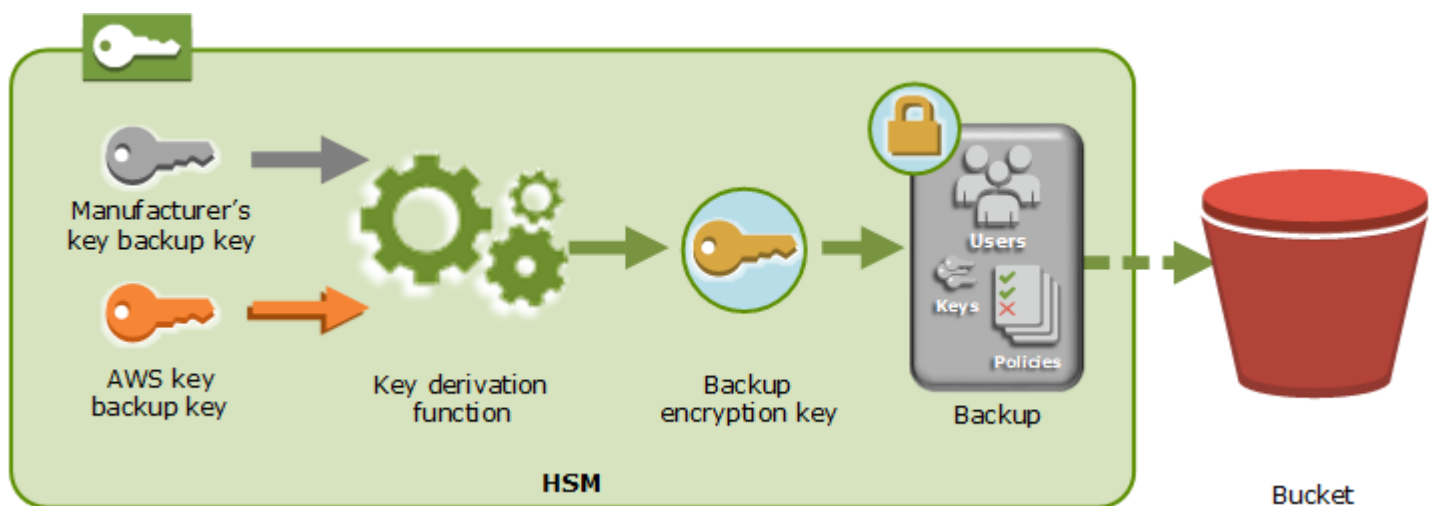 Manufacturer′s
key backup key
AWS key
backup key
Key derivation
function
Backup
encryption key
Users
Keys
Policies
Backup
HSM
Bucket